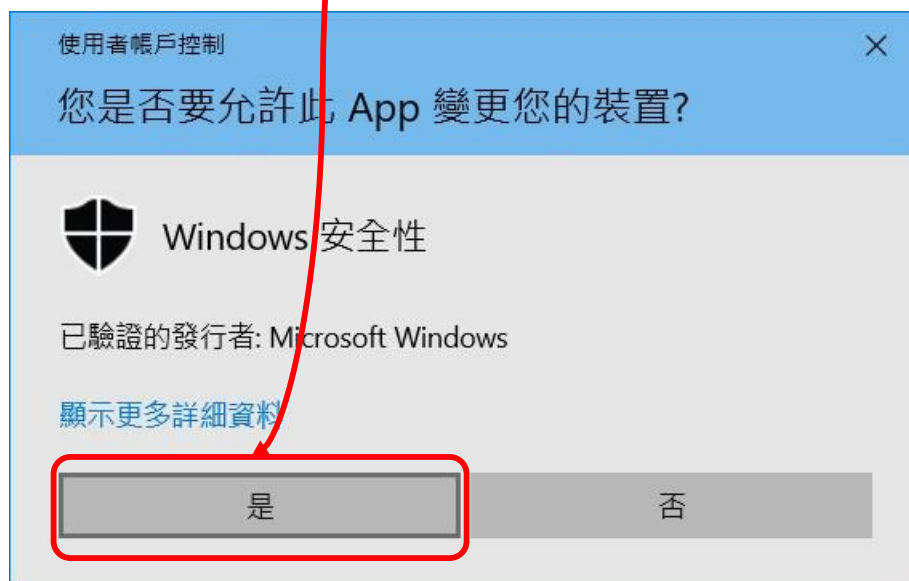 使用者帳戶控制
您是否要允許此 App 變更您的裝置?
Windows 安全性
已驗證的發行者: Microsoft Windows
顯示更多詳細資料
是
否